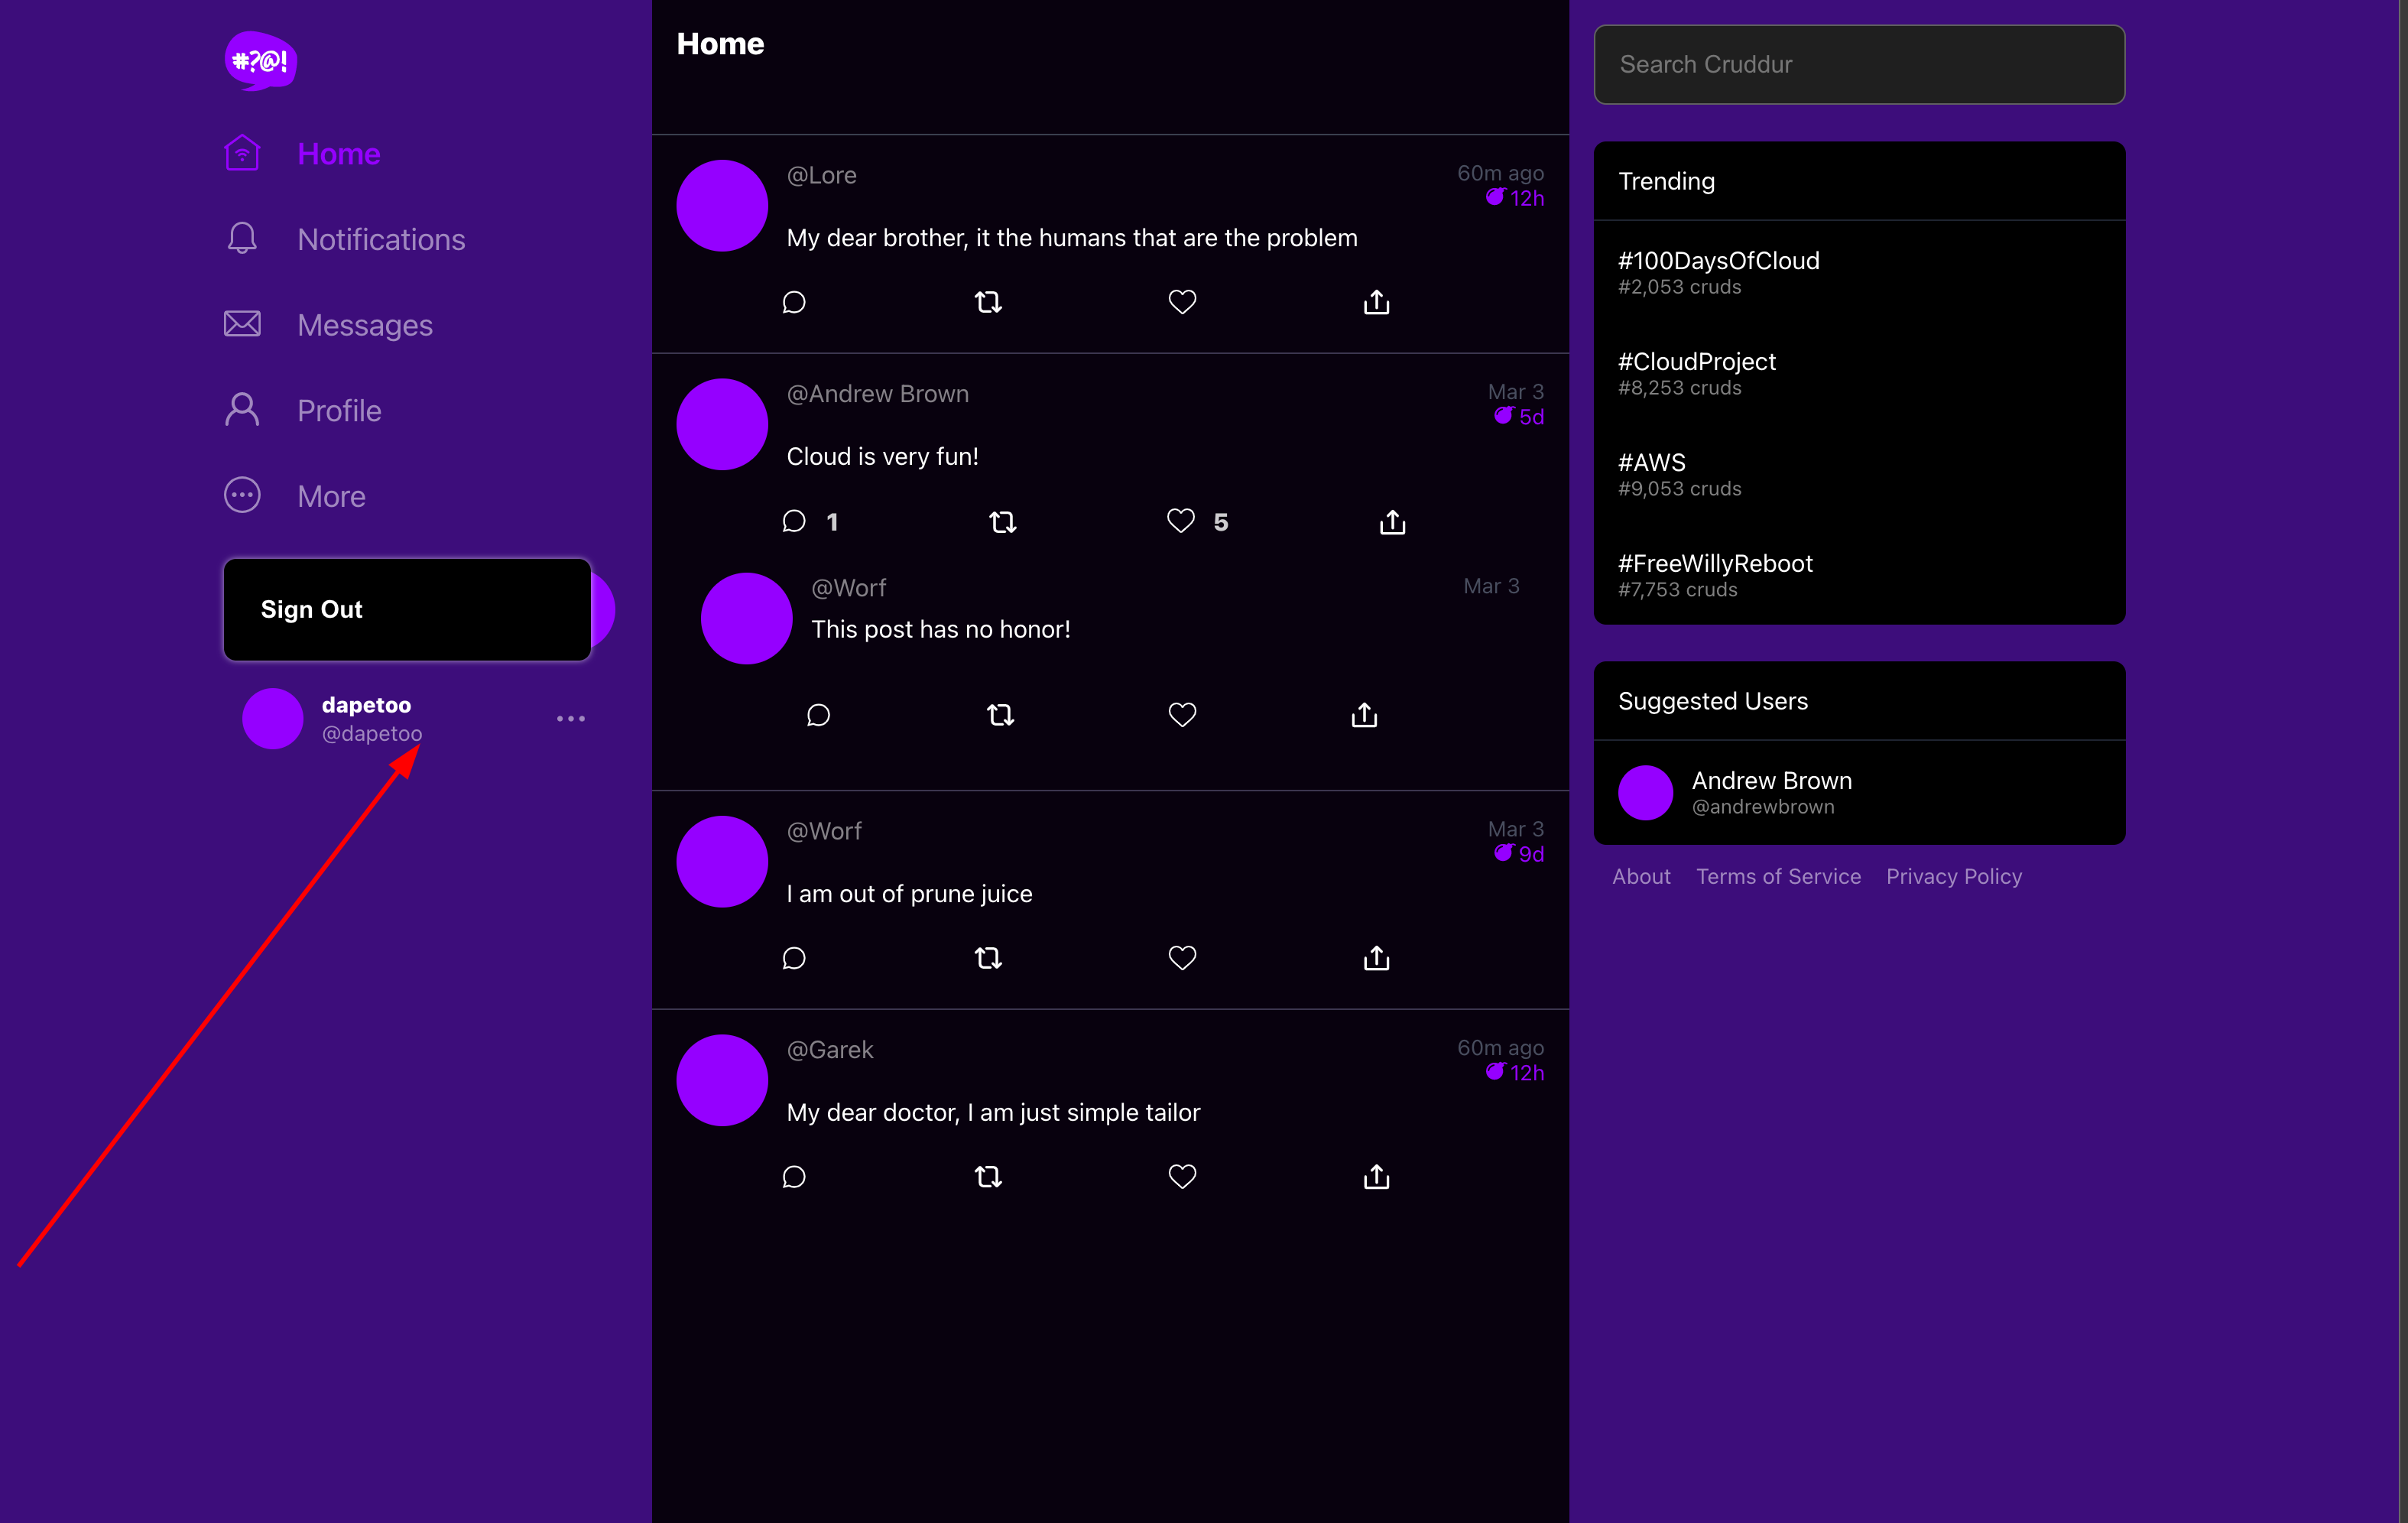 #?@!
Home
Notifications
Messages
Profile
More
Sign Out
dapetoo
@dapetoo
Home
@Lore
60m ago
12h
My dear brother, it the humans that are the problem
@Andrew Brown
Mar 3
5d
Cloud is very fun!
1
5
@Worf
Mar 3
This post has no honor!
@Worf
Mar 3
9d
I am out of prune juice
@Garek
60m ago
12h
My dear doctor, I am just simple tailor
Search Cruddur
Trending
#100DaysOfCloud
#2,053 cruds
#CloudProject
#8,253 cruds
#AWS
#9,053 cruds
#FreeWillyReboot
#7,753 cruds
Suggested Users
Andrew Brown
@andrewbrown
About Terms of Service Privacy Policy